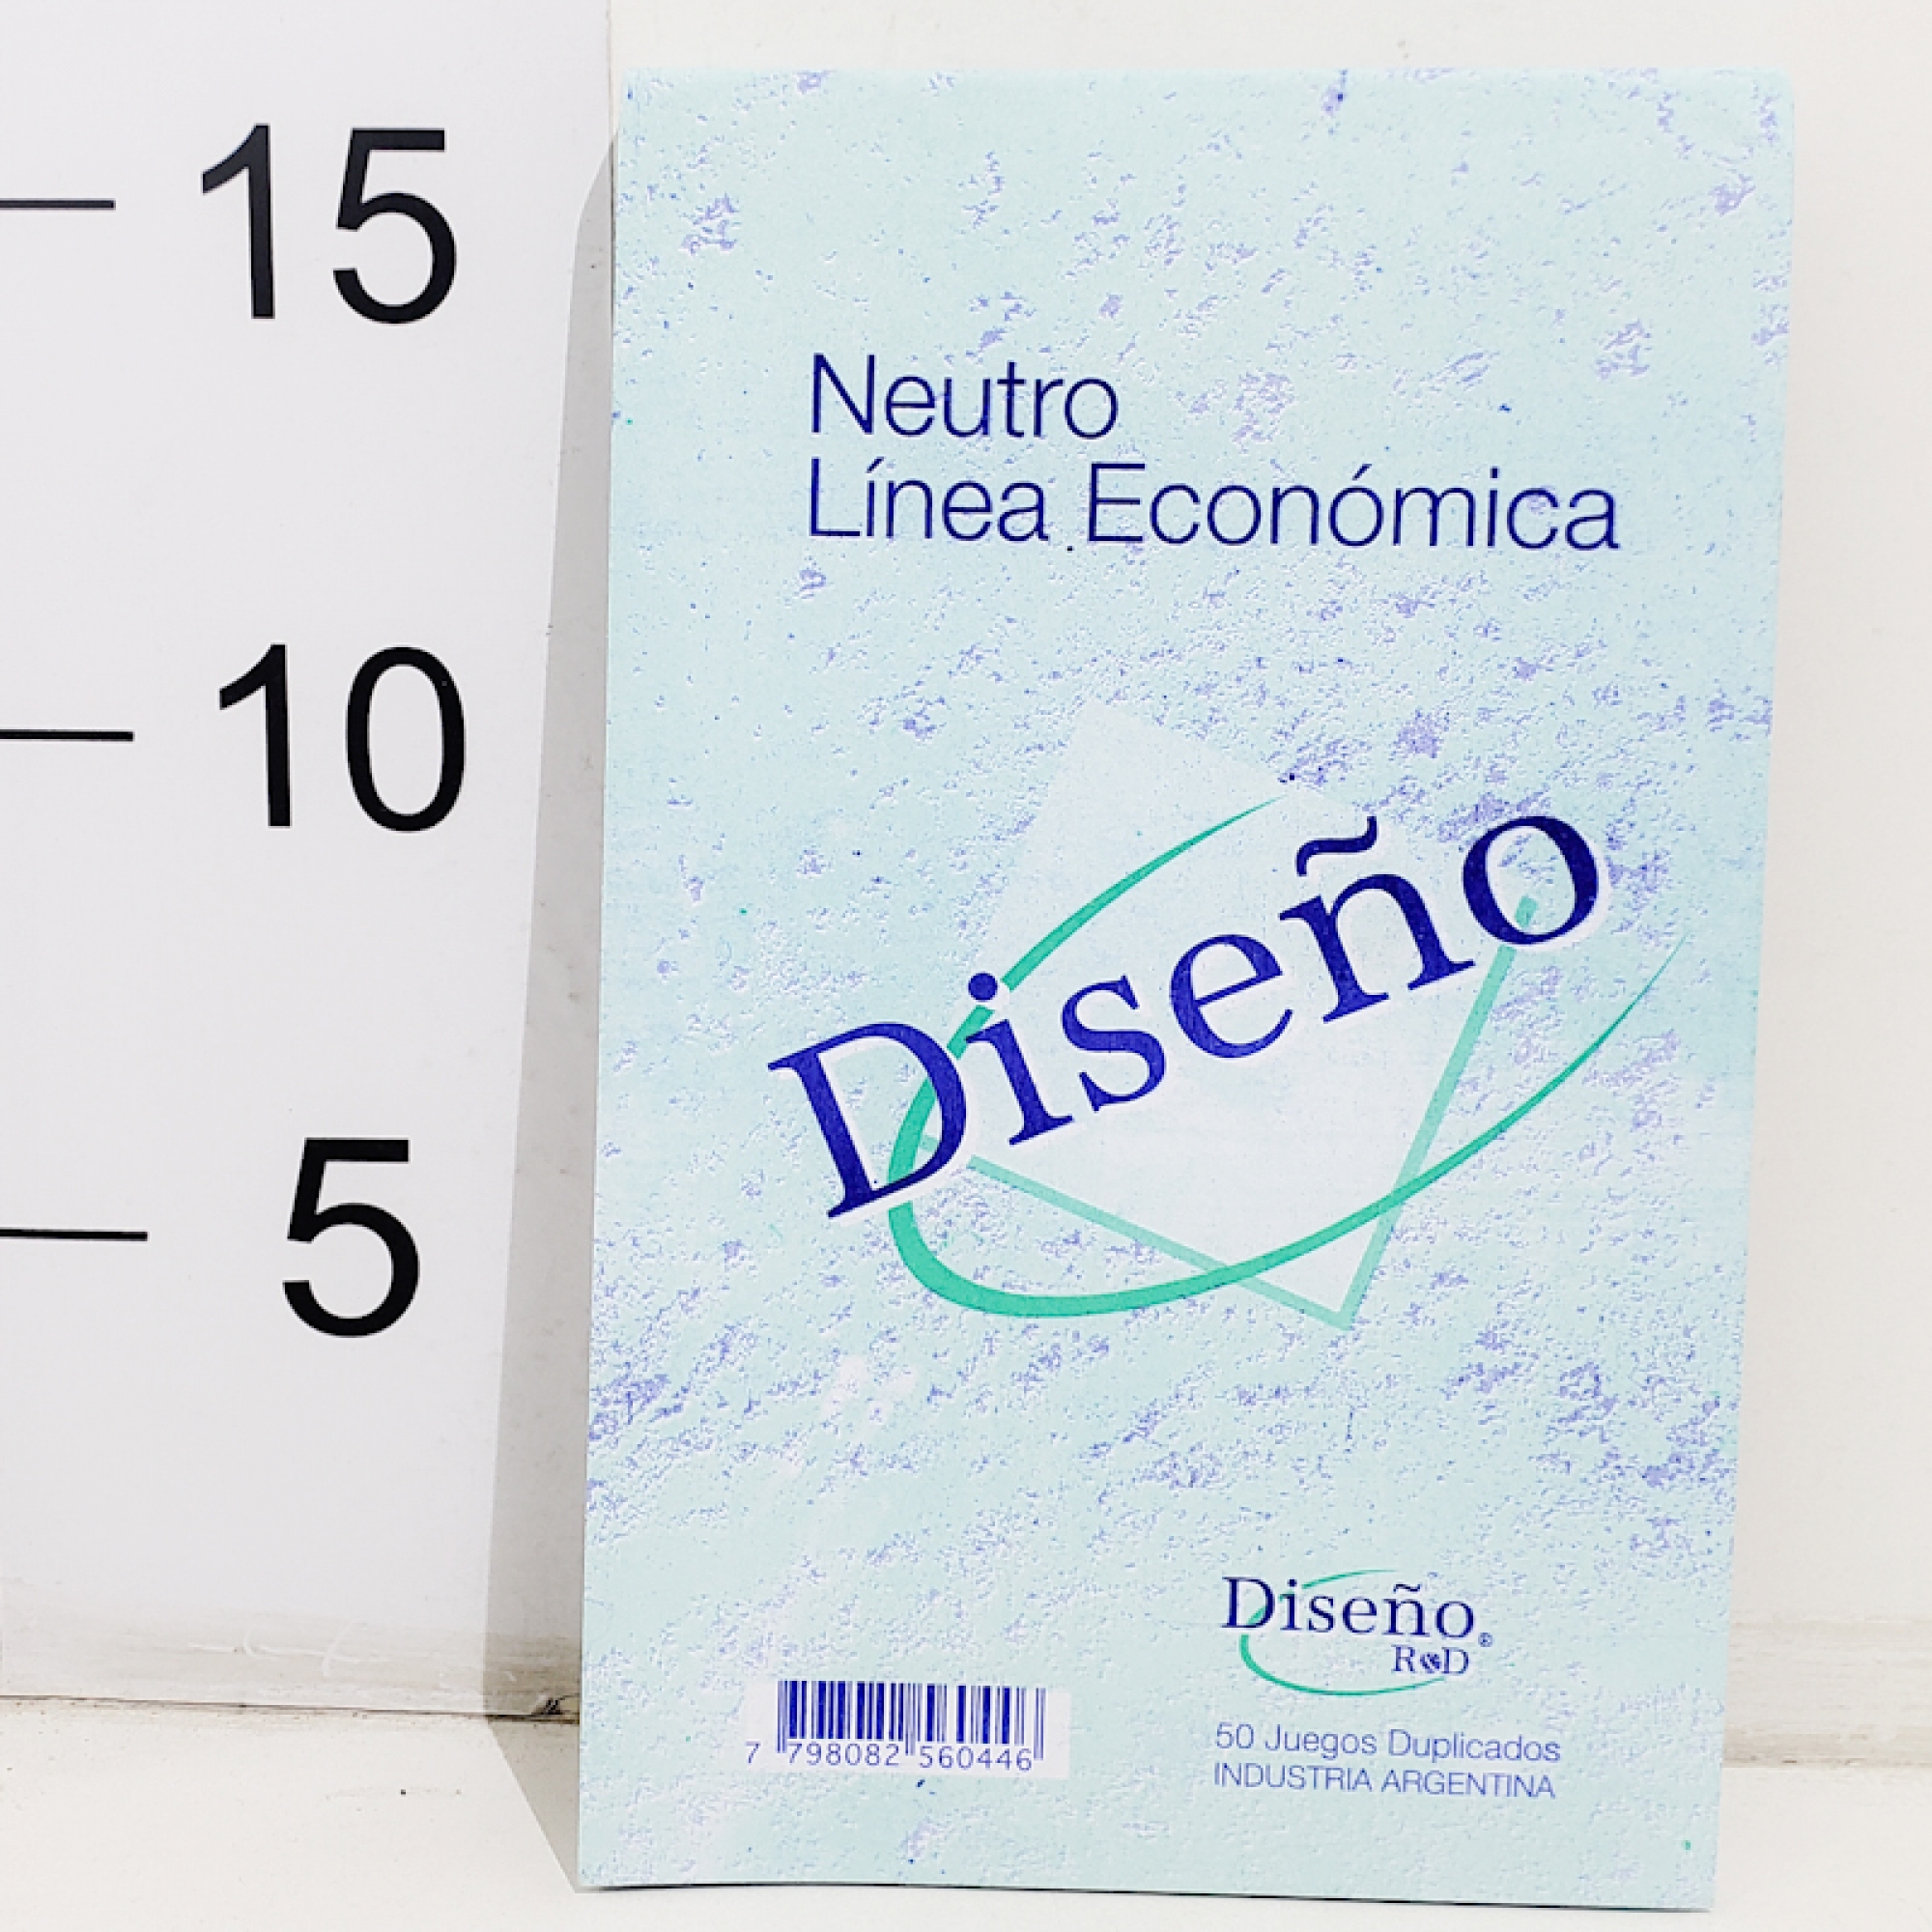 15
10
5
Neutro
Línea Económica
Diseño
Diseño®
R&D
7 798082 560446
50 Juegos Duplicados
INDUSTRIA ARGENTINA